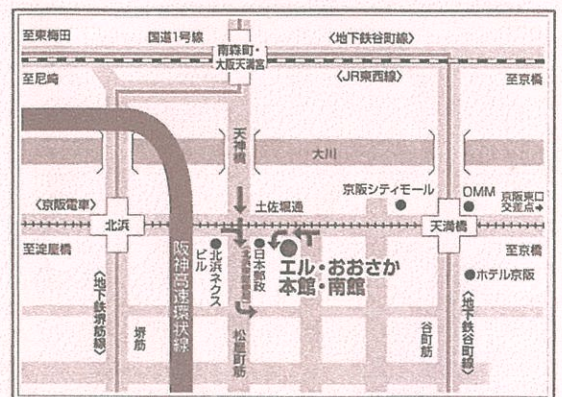 至東梅田
国道1号線
南森町・
大阪天満宮
〈地下鉄谷町線〉
至尼崎
〈JR東西線〉
至京橋
天神橋
大川
京阪シティモール
OMM
京阪東口
交差点→
〈京阪電車〉
土佐堀通
北浜
天満橋
至淀屋橋
阪神高速環状線
北浜ネクス
ビル
日本郵政
エル・おおさか
本館・南館
至京橋
ホテル京阪
〈地下鉄堺筋線〉
堺筋
松屋町筋
谷町筋
〈地下鉄谷町線〉